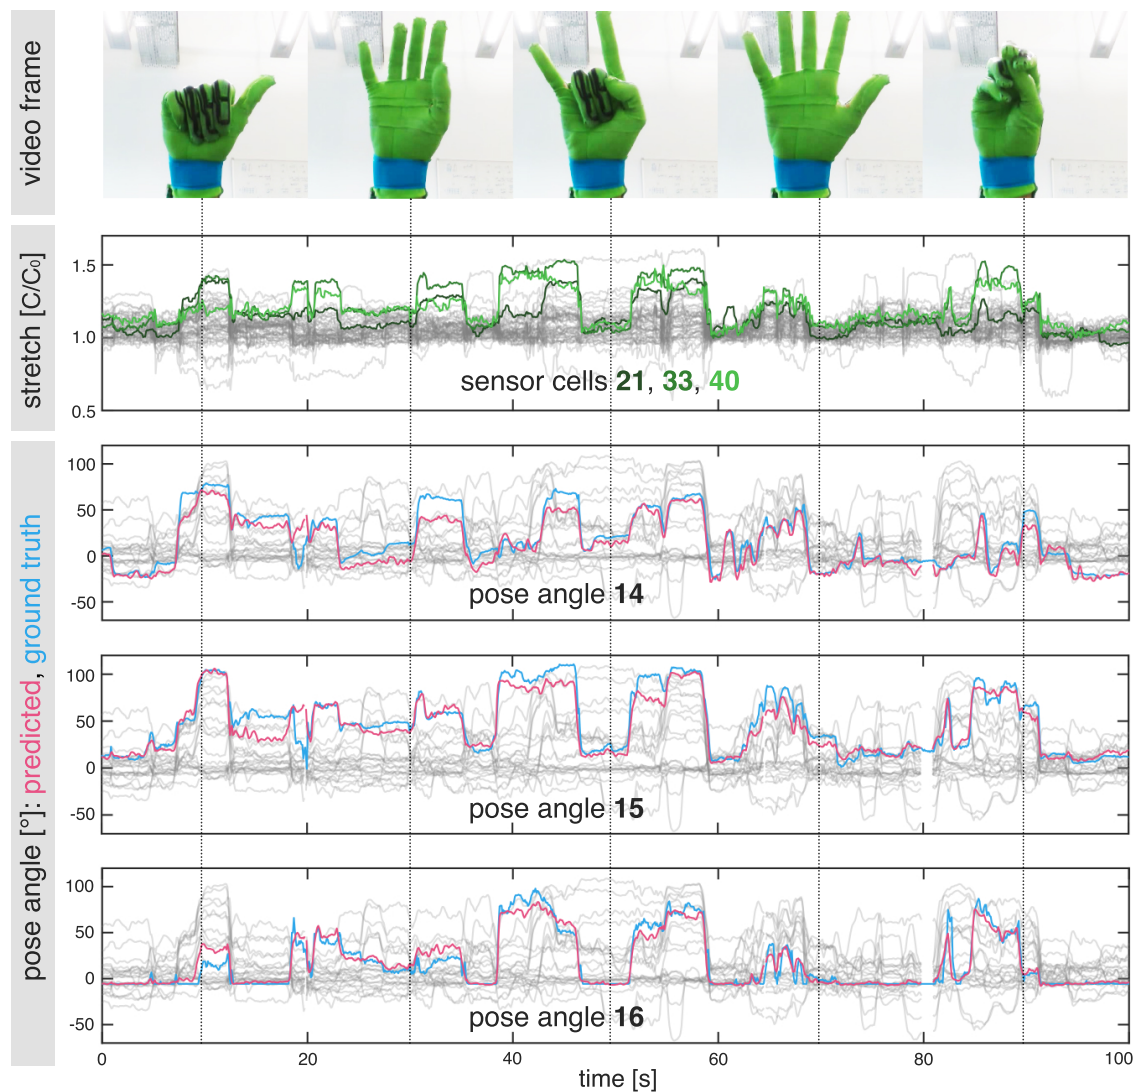 video frame
stretch [C/C₀]
1.5
1.0
0.5
sensor cells 21, 33, 40
pose angle [°]: predicted, ground truth
100
50
0
-50
pose angle 14
100
50
0
-50
pose angle 15
100
50
0
-50
pose angle 16
0
20
40
60
80
100
time [s]